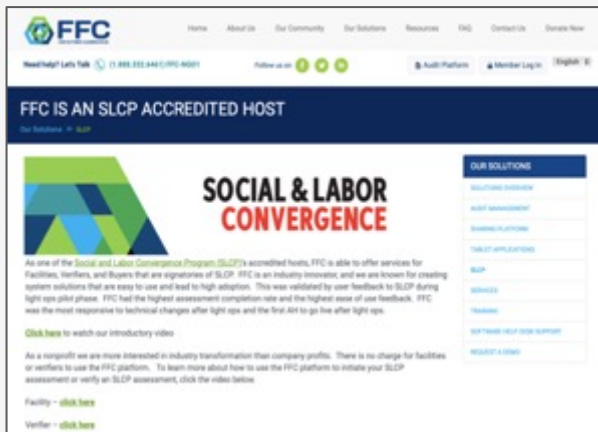 FFC
Home About Us Our Community Our Solutions Resources FAQ Contact Us Donate Now
Need help? Let's Talk (1.888.332.6461)/FFC-NG01
Follow us on
Audit Platform Member Log In English
FFC IS AN SLCP ACCREDITED HOST
Our Solutions » SLCP
SOCIAL & LABOR
CONVERGENCE
As one of the Social and Labor Convergence Program (SLCP)'s accredited hosts, FFC is able to offer services for
Facilities, Verifiers, and Buyers that are signatories of SLCP. FFC is an industry innovator, and we are known for creating
system solutions that are easy to use and lead to high adoption. This was validated by user feedback to SLCP during
light ops pilot phase. FFC had the highest assessment completion rate and the highest ease of use feedback. FFC
was the most responsive to technical changes after light ops and the first AH to go live after light ops.
Click here to watch our introductory video
As a nonprofit we are more interested in industry transformation than company profits. There is no charge for facilities
or verifiers to use the FFC platform. To learn more about how to use the FFC platform to initiate your SLCP
assessment or verify an SLCP assessment, click the video below.
Facility – click here
Verifier – click here
OUR SOLUTIONS
SOLUTIONS OVERVIEW
AUDIT MANAGEMENT
SHARING PLATFORM
TABLET APPLICATIONS
SLCP
SERVICES
TRAINING
SOFTWARE HELP DESK SUPPORT
REQUEST A DEMO